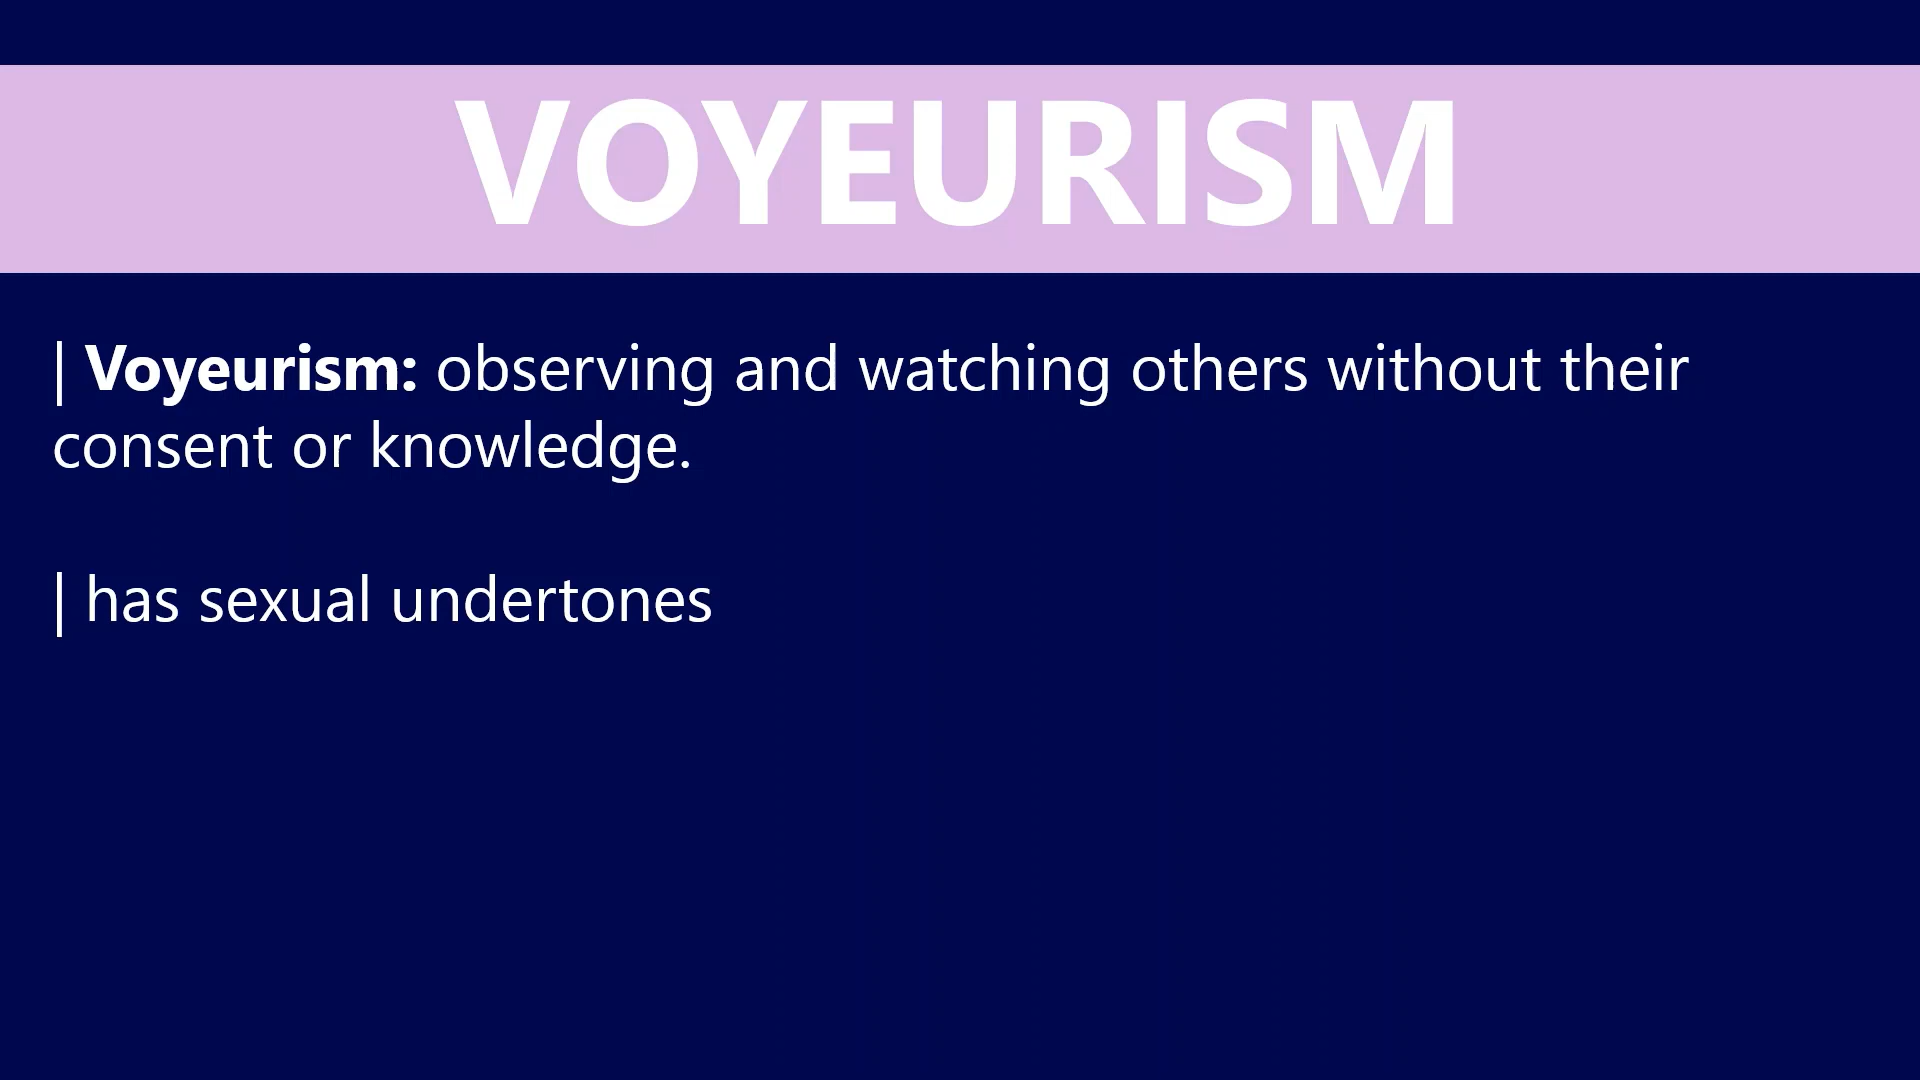 VOYEURISM
| Voyeurism: observing and watching others without their
consent or knowledge.
| has sexual undertones